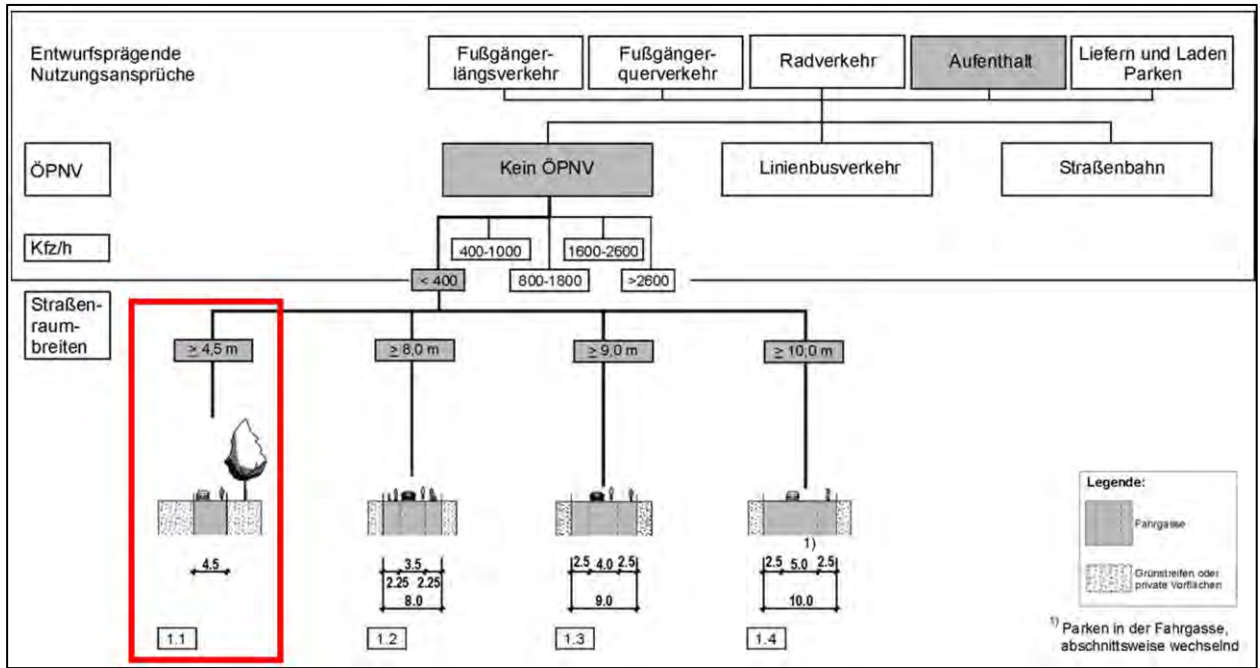 Entwurfsprägende
Nutzungsansprüche
Fußgänger-
längsverkehr
Fußgänger-
querverkehr
Radverkehr
Aufenthalt
Liefern und Laden
Parken
ÖPNV
Kein ÖPNV
Linienbusverkehr
Straßenbahn
Kfz/h
400-1000
1600-2600
< 400
800-1800
>2600
Straßen-
raum-
breiten
≥ 4,5 m
≥ 8,0 m
≥ 9,0 m
≥ 10,0 m
Legende:
Fahrgasse
Grünstreifen oder
private Vorflächen
1)
4.5
3.5
2.25 2.25
8.0
2.5 4.0 2.5
9.0
2.5 5.0 2.5
10.0
1.1
1.2
1.3
1.4
1) Parken in der Fahrgasse,
abschnittsweise wechselnd